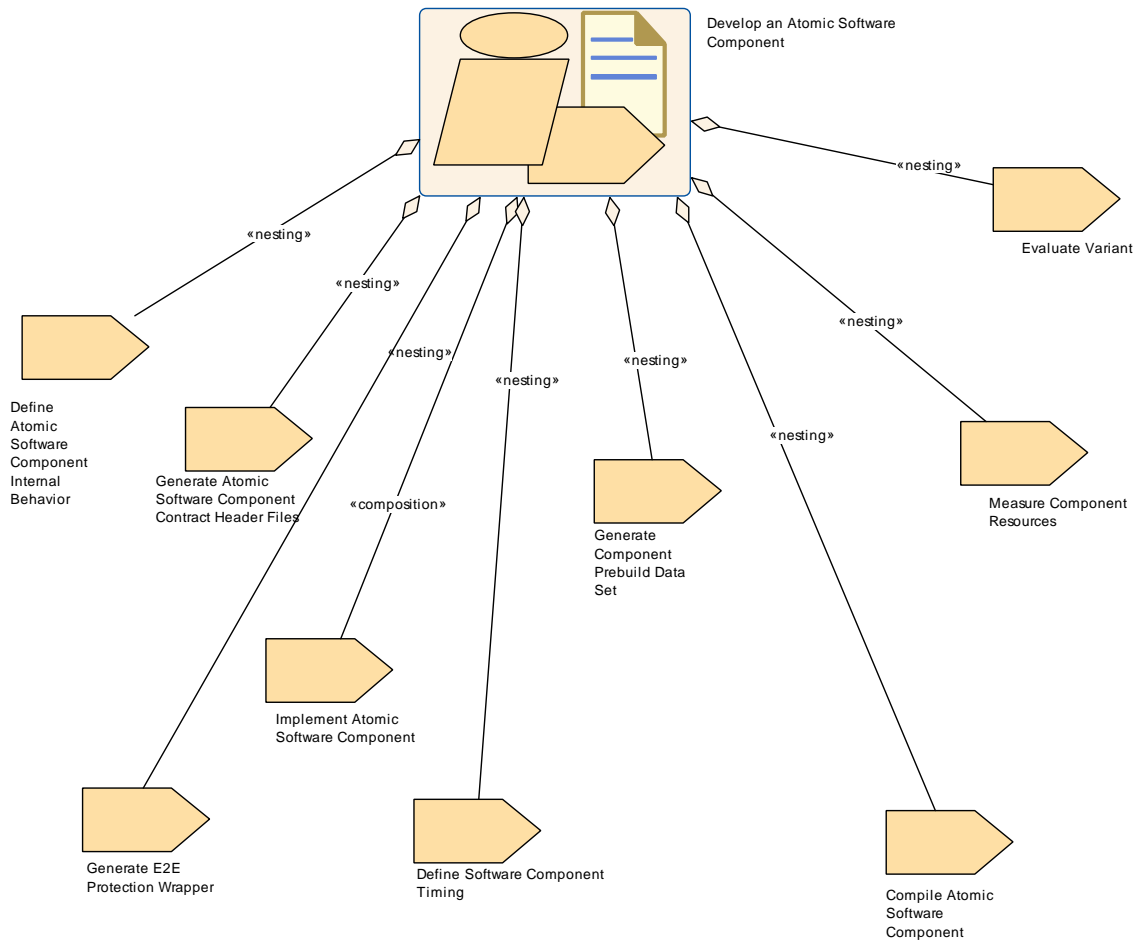 Develop an Atomic Software
Component
«nesting»
Evaluate Variant
«nesting»
«nesting»
«nesting»
«nesting»
«nesting»
«nesting»
«nesting»
«composition»
Define
Atomic
Software
Component
Internal
Behavior
Generate Atomic
Software Component
Contract Header Files
Measure Component
Resources
Generate
Component
Prebuild Data
Set
Implement Atomic
Software Component
Generate E2E
Protection Wrapper
Define Software Component
Timing
Compile Atomic
Software
Component